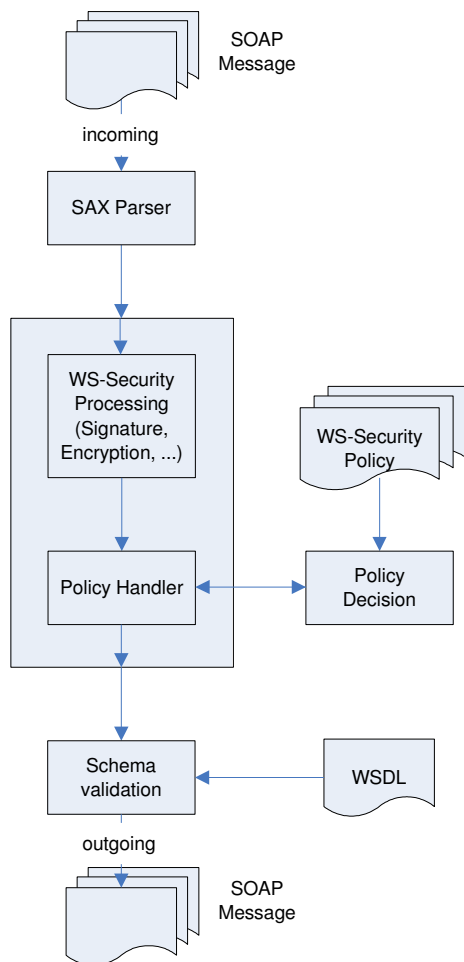 SOAP
Message
incoming
SAX Parser
WS-Security
Processing
(Signature,
Encryption, ...)
WS-Security
Policy
Policy Handler
Policy
Decision
Schema
validation
WSDL
outgoing
SOAP
Message